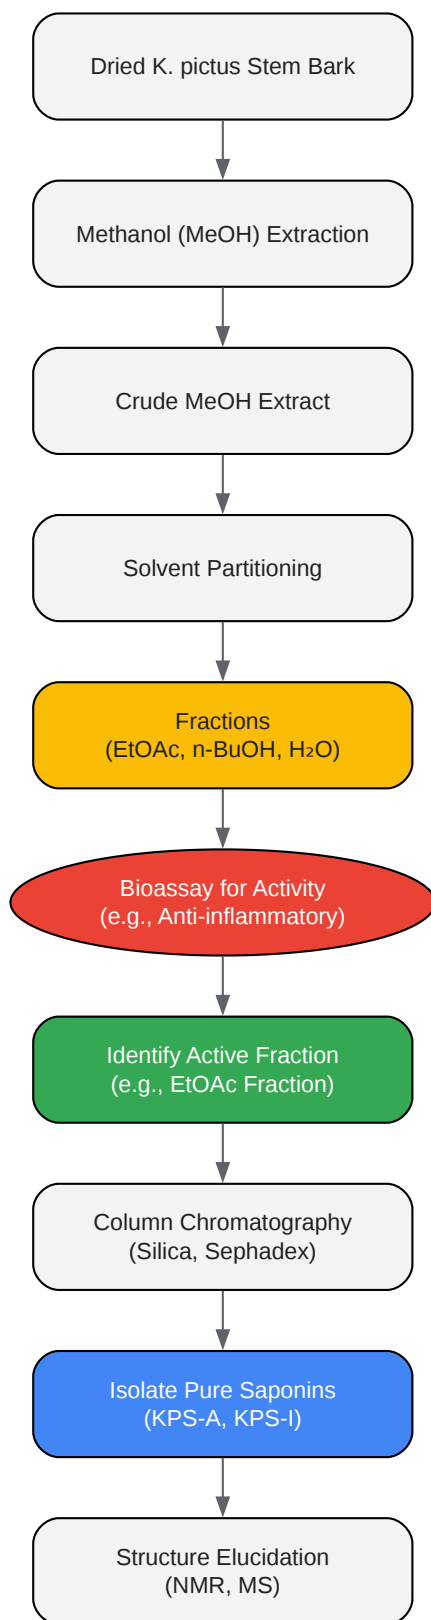 Dried K. pictus Stem Bark
Methanol (MeOH) Extraction
Crude MeOH Extract
Solvent Partitioning
Fractions
(EtOAc, n-BuOH, H₂O)
Bioassay for Activity
(e.g., Anti-inflammatory)
Identify Active Fraction
(e.g., EtOAc Fraction)
Column Chromatography
(Silica, Sephadex)
Isolate Pure Saponins
(KPS-A, KPS-I)
Structure Elucidation
(NMR, MS)